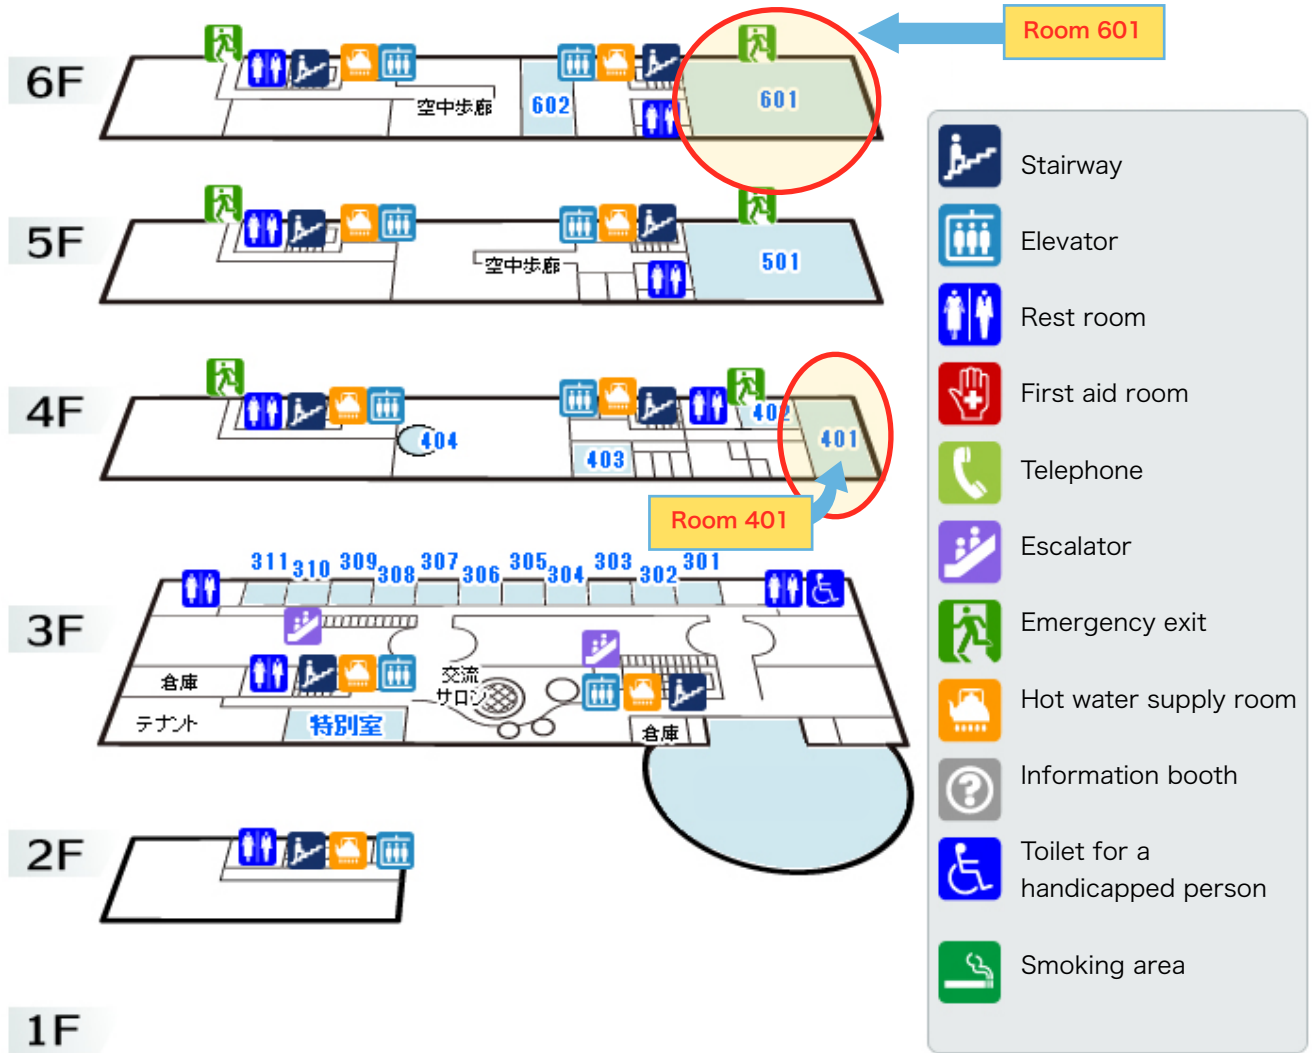 Room 601
6F
空中歩廊
602
601
5F
空中歩廊
501
4F
404
403
402
401
Room 401
311
310
309
308
307
306
305
304
303
302
301
3F
倉庫
交流
サロン
テナント
特別室
倉庫
2F
1F
Stairway
Elevator
Rest room
First aid room
Telephone
Escalator
Emergency exit
Hot water supply room
Information booth
Toilet for a
handicapped person
Smoking area